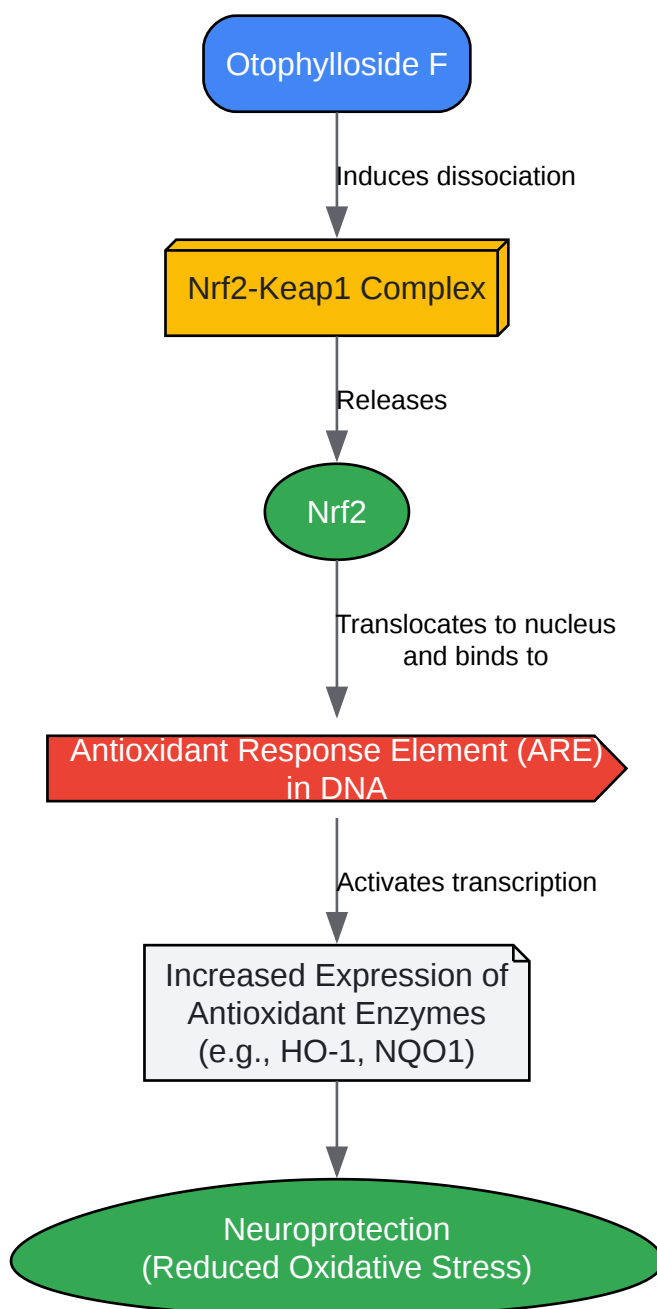 Otophylloside F
Induces dissociation
Nrf2-Keap1 Complex
Releases
Nrf2
Translocates to nucleus
and binds to
Antioxidant Response Element (ARE)
in DNA
Activates transcription
Increased Expression of
Antioxidant Enzymes
(e.g., HO-1, NQO1)
Neuroprotection
(Reduced Oxidative Stress)